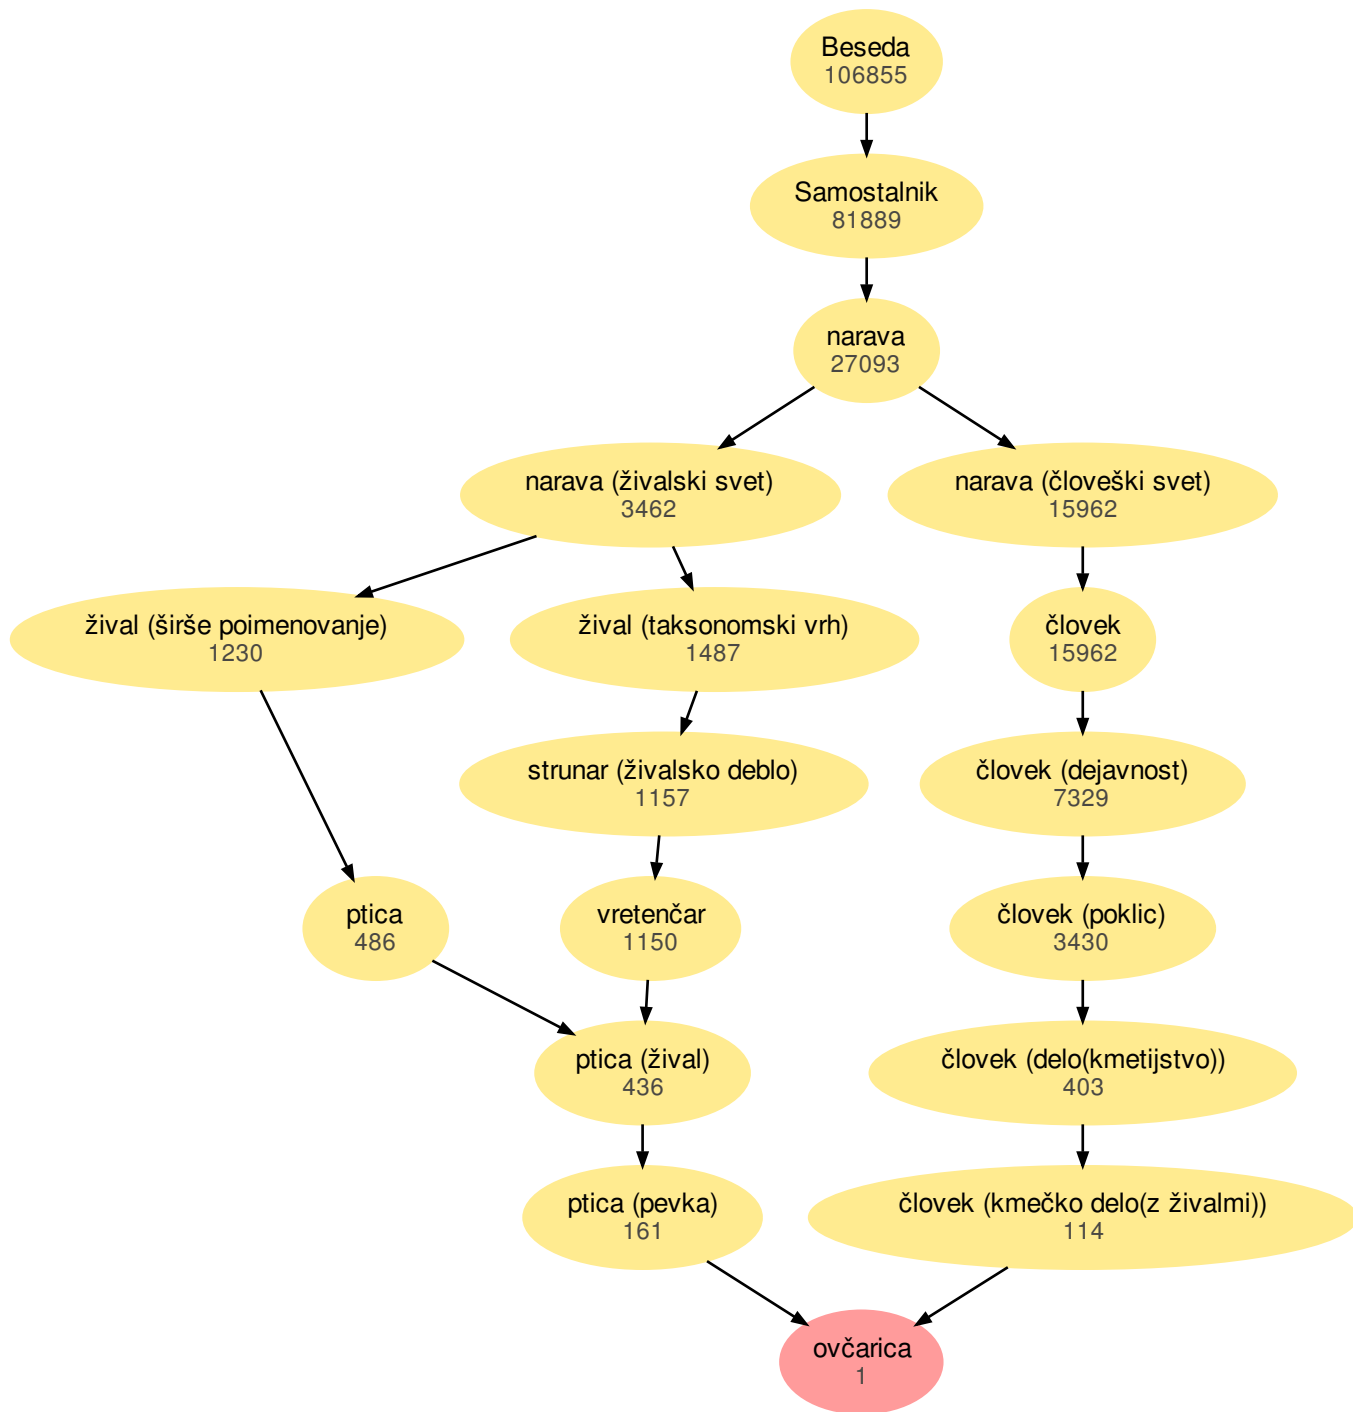 Beseda
106855
Samostalnik
81889
narava
27093
narava (živalski svet)
3462
narava (človeški svet)
15962
žival (širše poimenovanje)
1230
žival (taksonomski vrh)
1487
človek
15962
strunar (živalsko deblo)
1157
človek (dejavnost)
7329
ptica
486
vretenčar
1150
človek (poklic)
3430
ptica (žival)
436
človek (delo(kmetijstvo))
403
ptica (pevka)
161
človek (kmečko delo(z živalmi))
114
ovčarica
1